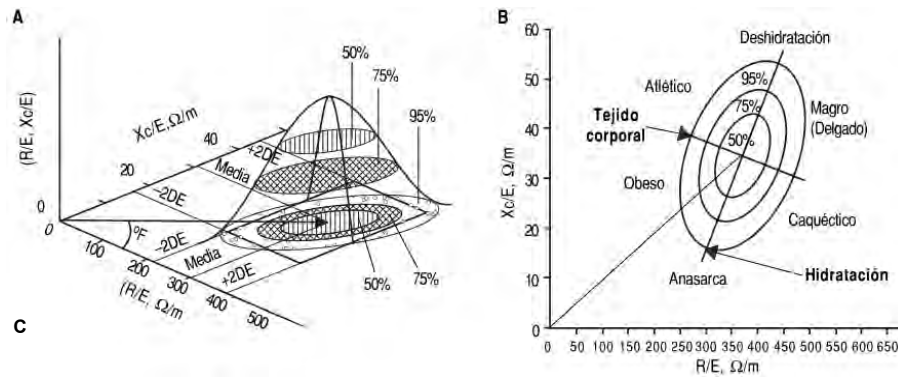 A
(R/E, Xc/E)
Xc/E, Ω/m
50%
75%
95%
40
20
0
+2DE
Media
−2DE
0
100
200
300
400
500
°F
−2DE
Media
+2DE
50%
75%
(R/E, Ω/m
C
B
60
50
40
30
20
10
0
Xc/E, Ω/m
Deshidratación
Atlético
95%
75%
50%
Magro
(Delgado)
Tejido
corporal
Obeso
Caquéctico
Anasarca
Hidratación
0 50 100 150 200 250 300 350 400 450 500 550 600 650
R/E, Ω/m